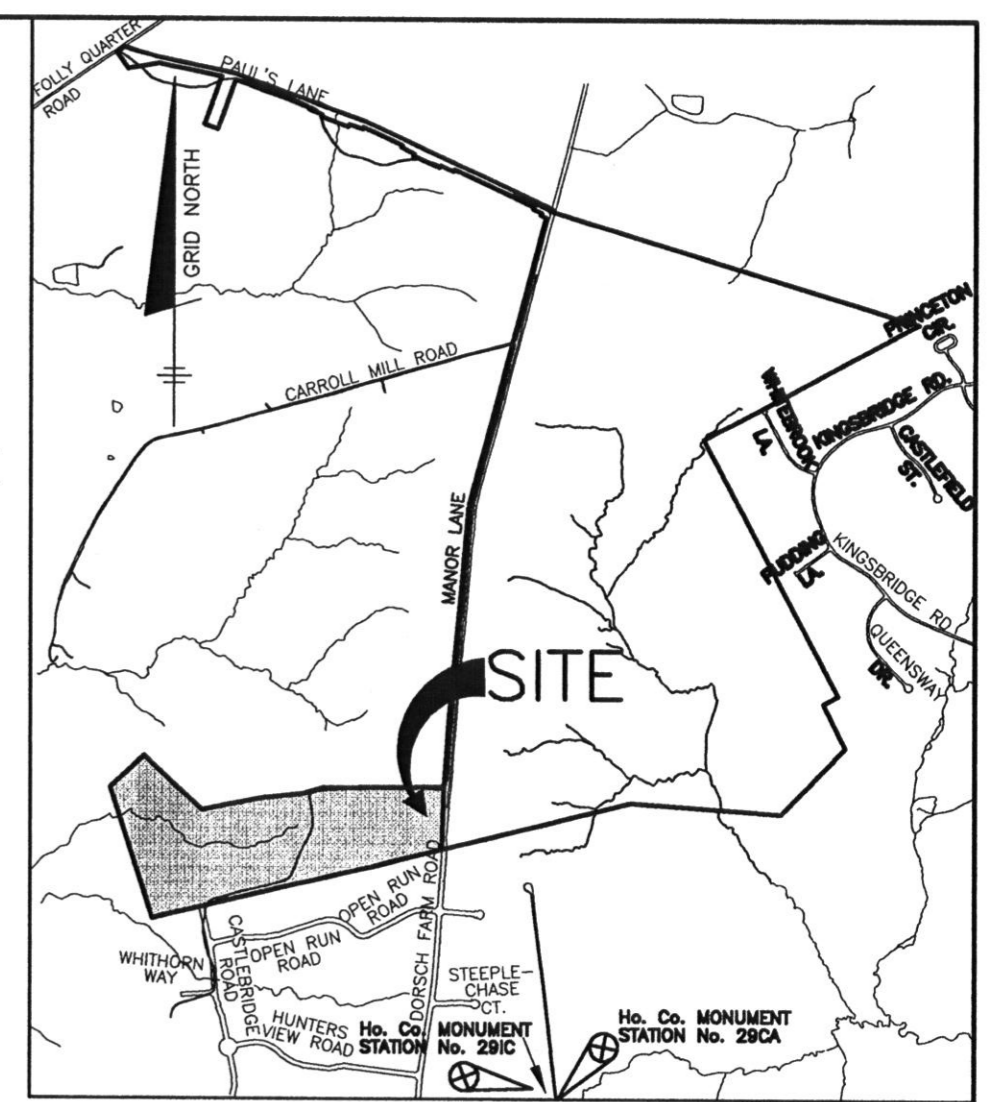 FOLLY QUARTER
ROAD
PAUL'S LANE
GRID NORTH
CARROLL MILL ROAD
PRINCETON
CIR.
WHITEBROOK
LA.
KINGSBRIDGE RD.
CASTLEFIELD
ST.
PUDDING
LA.
KINGSBRIDGE RD.
QUEENSWAY
DR.
MANOR LANE
SITE
DORSCH FARM ROAD
OPEN RUN
ROAD
OPEN RUN
ROAD
WHITHORN
WAY
CASTLEBRIDGE
ROAD
HUNTERS
VIEW ROAD
STEEPLE-
CHASE
CT.
Ho. Co. MONUMENT
STATION No. 29IC
Ho. Co. MONUMENT
STATION No. 29CA